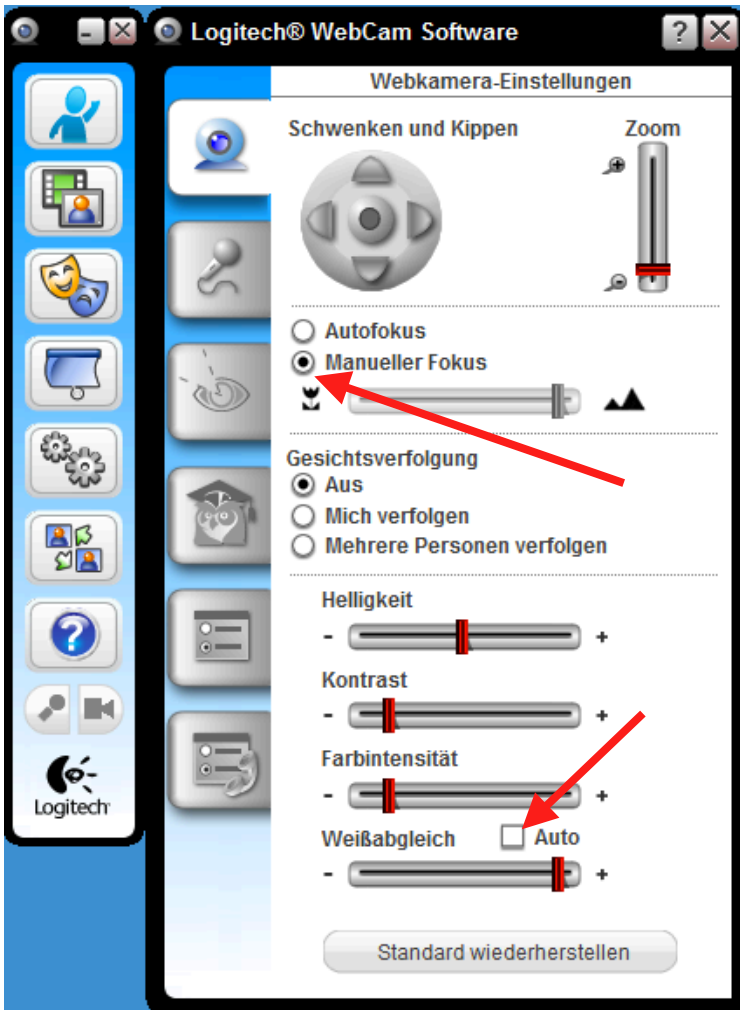 Logitech® WebCam Software
Webkamera-Einstellungen
Schwenken und Kippen
Zoom
Autofokus
Manueller Fokus
Gesichtsverfolgung
Aus
Mich verfolgen
Mehrere Personen verfolgen
Helligkeit
- +
Kontrast
- +
Farbintensität
- +
Weißabgleich Auto
- +
Standard wiederherstellen
Logitech